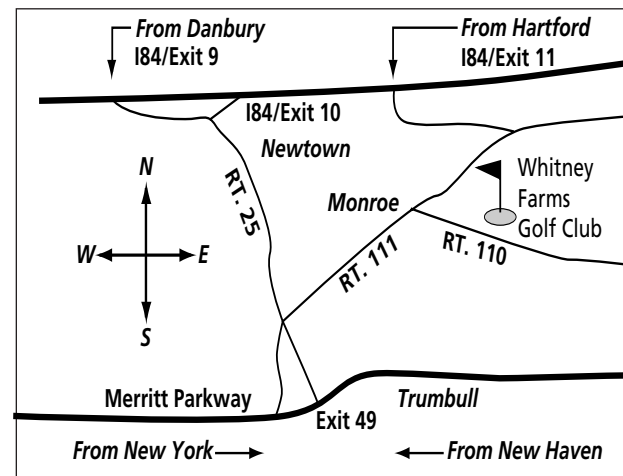 From Danbury
I84/Exit 9
From Hartford
I84/Exit 11
I84/Exit 10
Newtown
N
W
E
S
RT. 25
Monroe
Whitney
Farms
Golf Club
RT. 111
RT. 110
Merritt Parkway
Exit 49
Trumbull
From New York
From New Haven